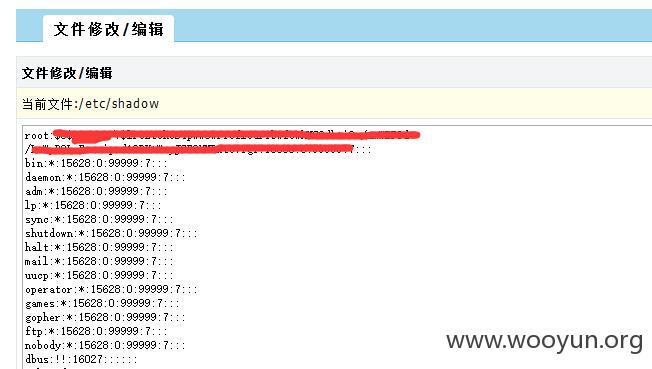 文件修改/编辑
文件修改/编辑
当前文件:/etc/shadow
root:
7:::
bin:*:15628:0:99999:7:::
daemon:*:15628:0:99999:7:::
adm:*:15628:0:99999:7:::
lp:*:15628:0:99999:7:::
sync:*:15628:0:99999:7:::
shutdown:*:15628:0:99999:7:::
halt:*:15628:0:99999:7:::
mail:*:15628:0:99999:7:::
uucp:*:15628:0:99999:7:::
operator:*:15628:0:99999:7:::
games:*:15628:0:99999:7:::
gopher:*:15628:0:99999:7:::
ftp:*:15628:0:99999:7:::
nobody:*:15628:0:99999:7:::
dbus:!!:16027::::::
www.wooyun.org